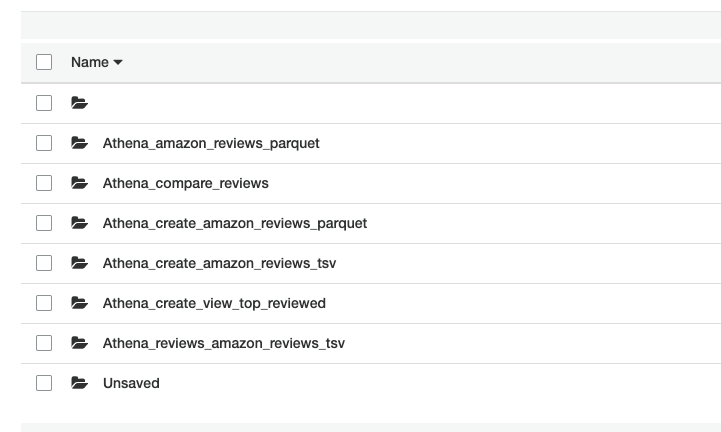 Name
Athena_amazon_reviews_parquet
Athena_compare_reviews
Athena_create_amazon_reviews_parquet
Athena_create_amazon_reviews_tsv
Athena_create_view_top_reviewed
Athena_reviews_amazon_reviews_tsv
Unsaved